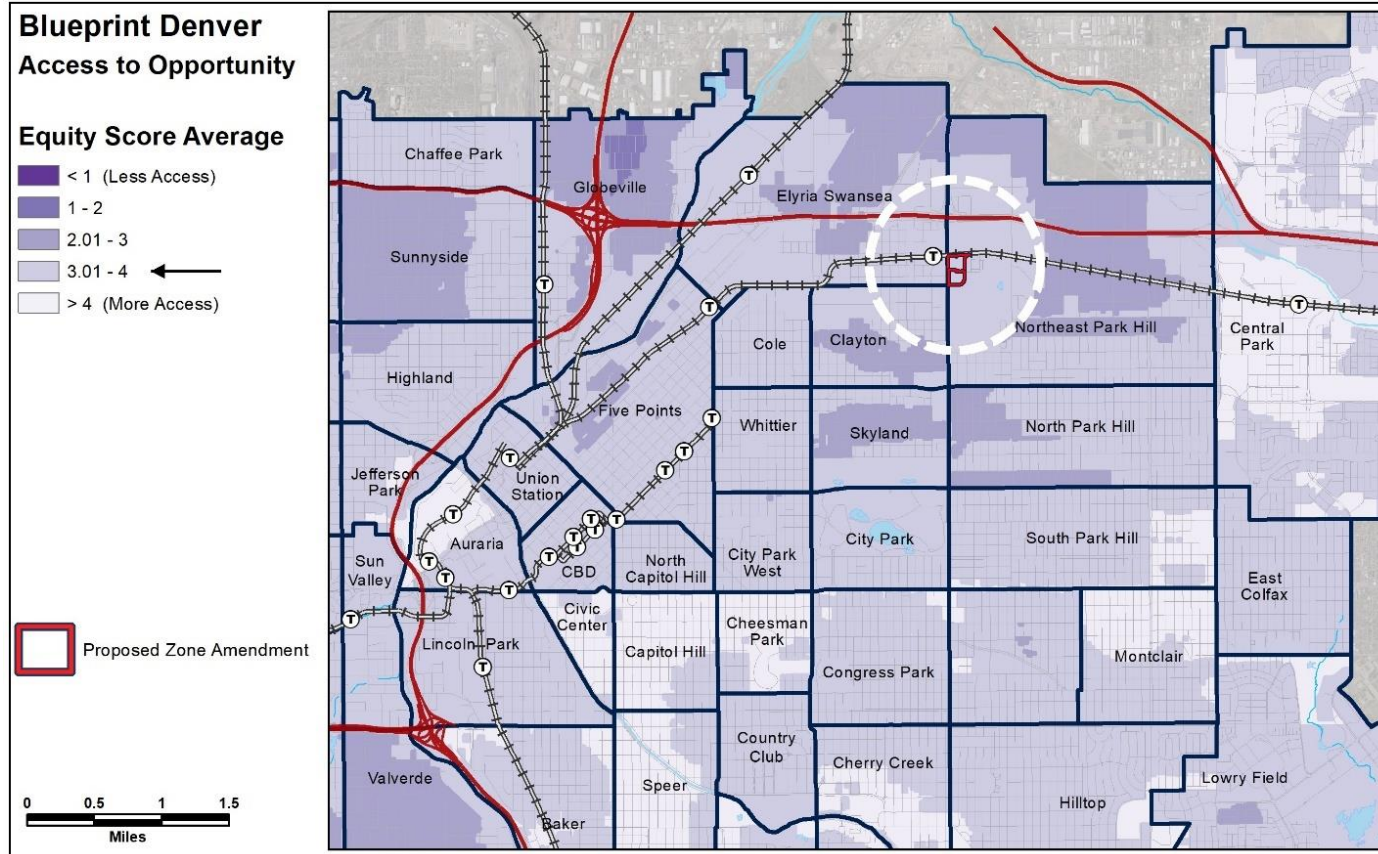 Blueprint Denver
Access to Opportunity
Equity Score Average
< 1 (Less Access)
1 - 2
2.01 - 3
3.01 - 4
> 4 (More Access)
Proposed Zone Amendment
0 0.5 1 1.5
Miles
Chaffee Park
Globeville
Elyria Swansea
Sunnyside
T
T
T
T
T
T
Northeast Park Hill
Central
Park
Cole
Clayton
Highland
Five Points
Whittier
Skyland
North Park Hill
T
T
T
T
Jefferson
Park
Union
Station
T
T
T
T
T
T
T
T
T
T
T
T
Auraria
CBD
North
Capitol Hill
City Park
West
City Park
South Park Hill
Sun
Valley
East
Colfax
Civic
Center
Cheesman
Park
Lincoln Park
Capitol Hill
Congress Park
Montclair
T
Valverde
Baker
Speer
Country
Club
Cherry Creek
Hilltop
Lowry Field